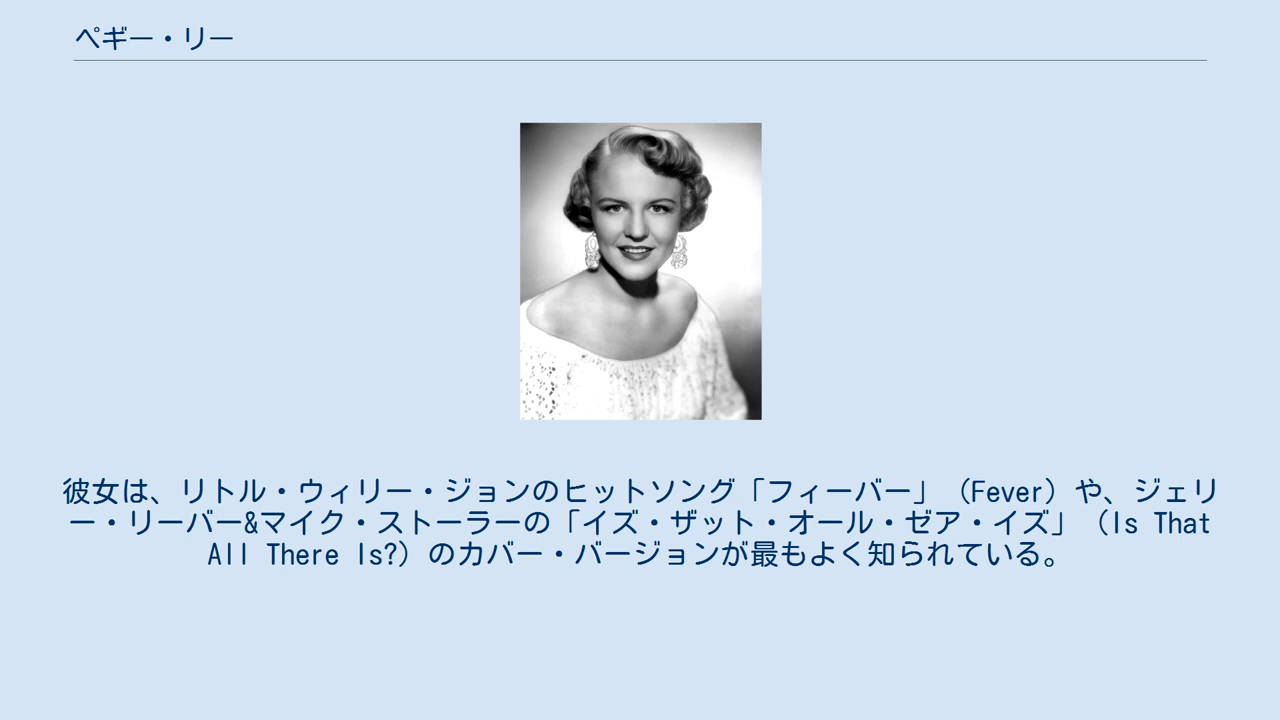 ペギー・リー
彼女は、リトル・ウィリー・ジョンのヒットソング「フィーバー」（Fever）や、ジェリ
ー・リーバー&マイク・ストーラーの「イズ・ザット・オール・ゼア・イズ」（Is That
All There Is?）のカバー・バージョンが最もよく知られている。